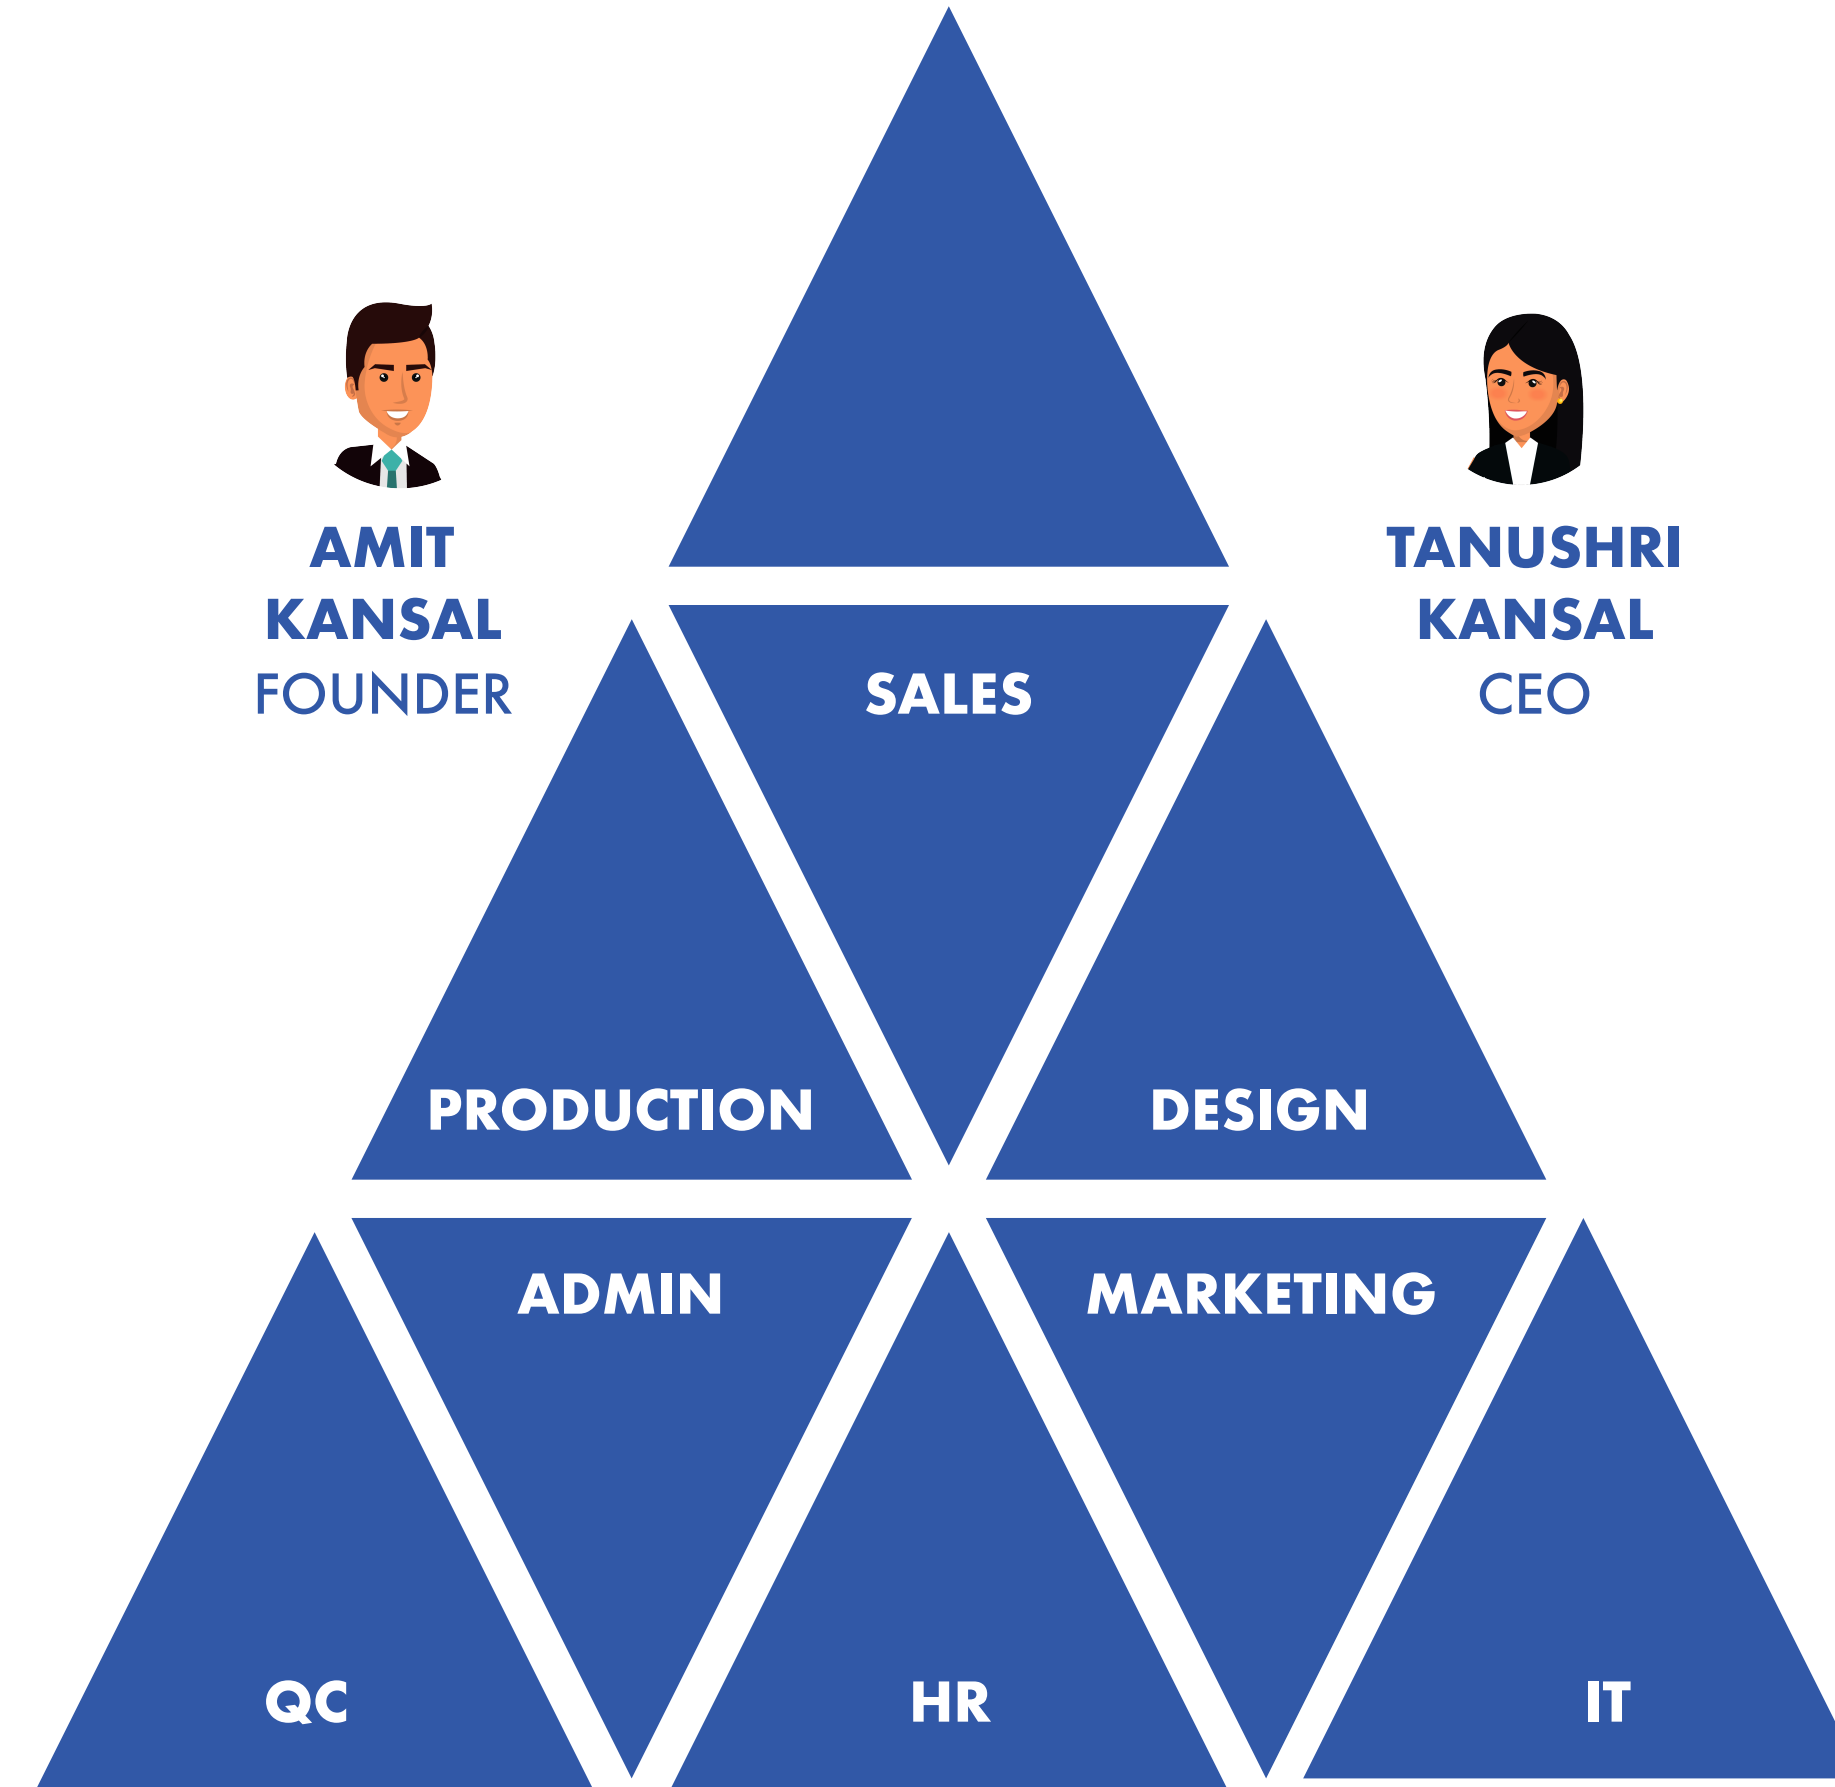 AMIT
KANSAL
FOUNDER
TANUSHRI
KANSAL
CEO
SALES
PRODUCTION
DESIGN
ADMIN
MARKETING
QC
HR
IT